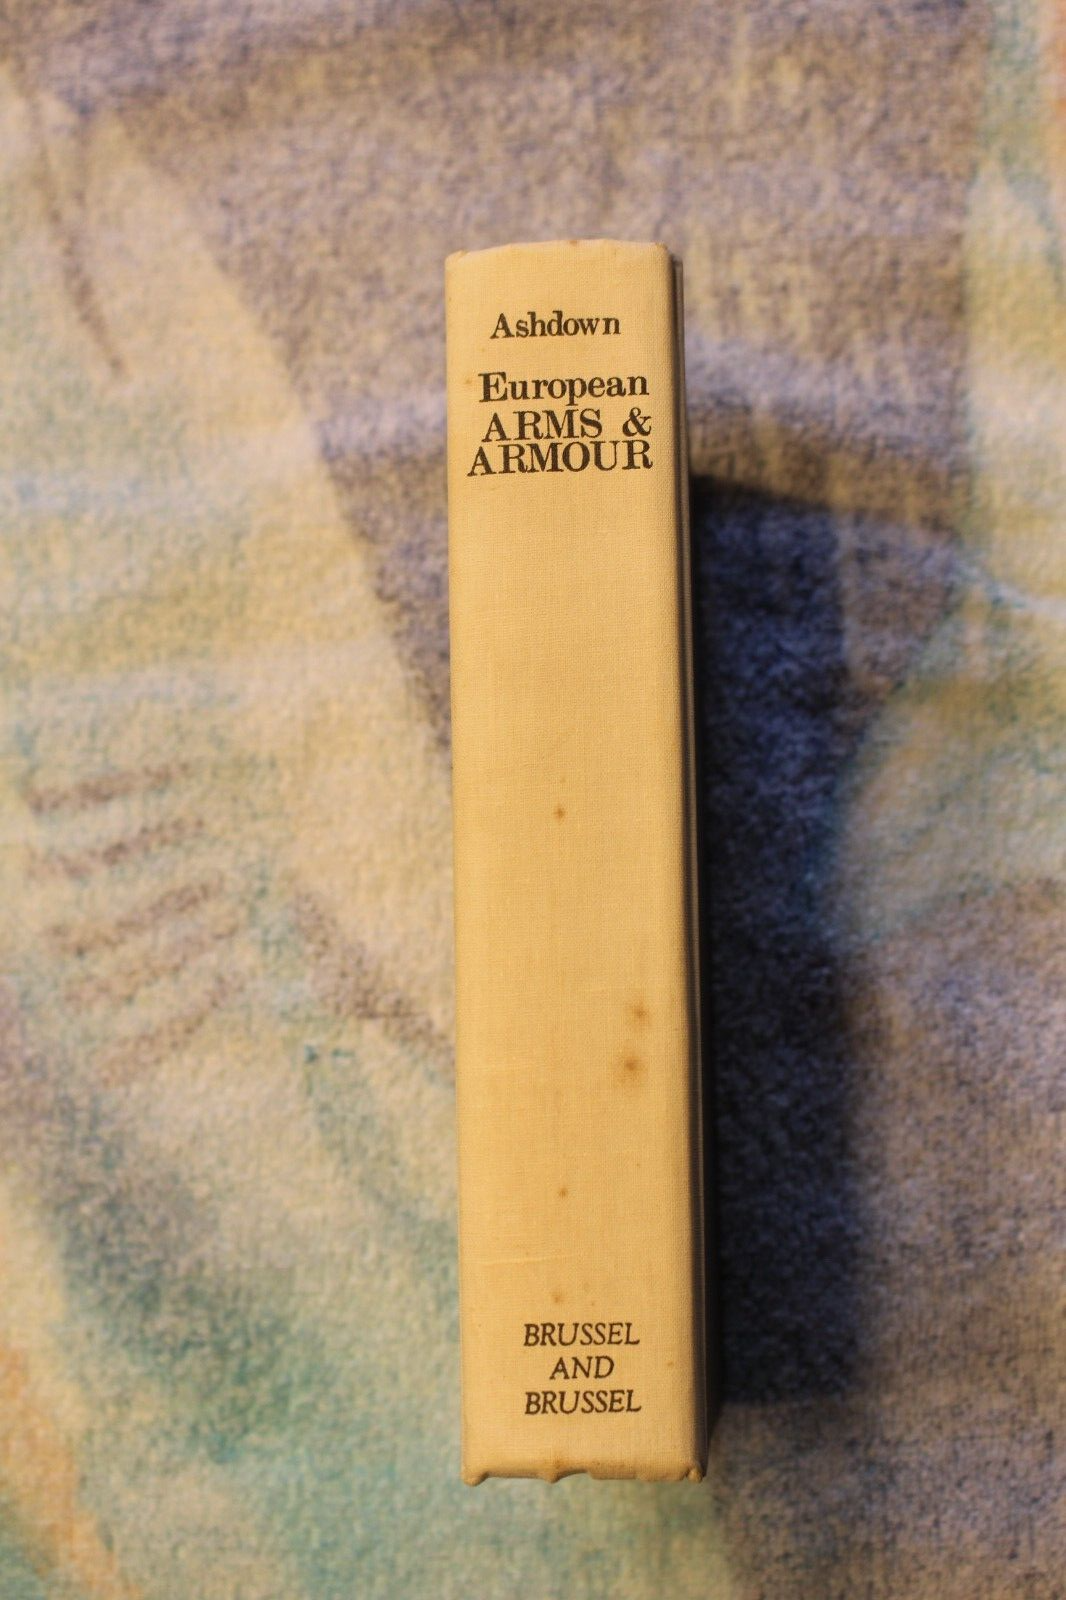 Ashdown
European
ARMS &
ARMOUR
BRUSSEL
AND
BRUSSEL